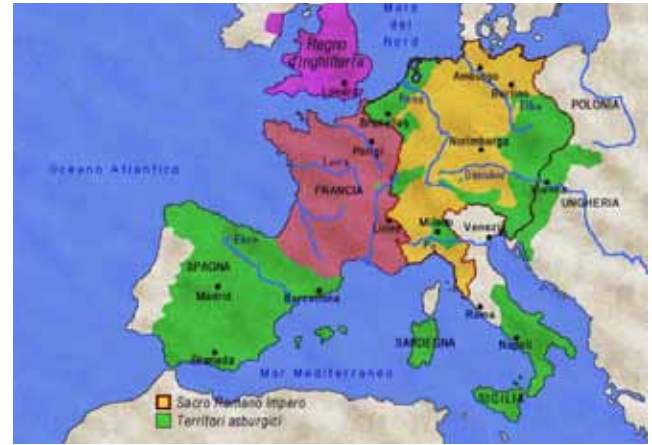 Mare
del
Nord
Regno
d'Inghilterra
Londra
Amburgo
Berlino
Elba
POLONIA
Reno
Bruxelles
Parigi
Norimberga
Oceano Atlantico
Loira
Danubio
FRANCIA
Vienna
UNGHERIA
Lione
Milano
Venezia
Po
Ebro
SPAGNA
Madrid
Barcellona
Roma
SARDEGNA
Napoli
Granada
Mar Mediterraneo
SICILIA
Sacro Romano Impero
Territori asburgici